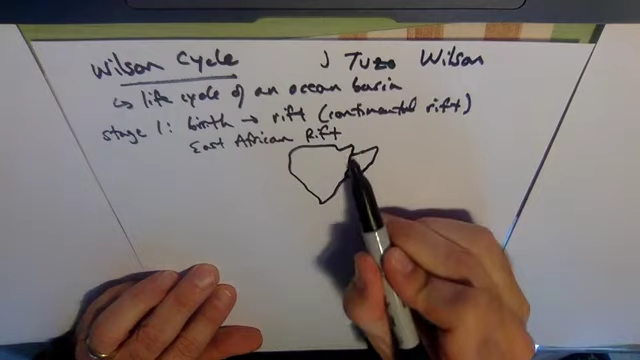 Wilson Cycle J Tuzo Wilson
↳ life cycle of an ocean basin
stage 1: birth → rift (continental rift)
East African Rift